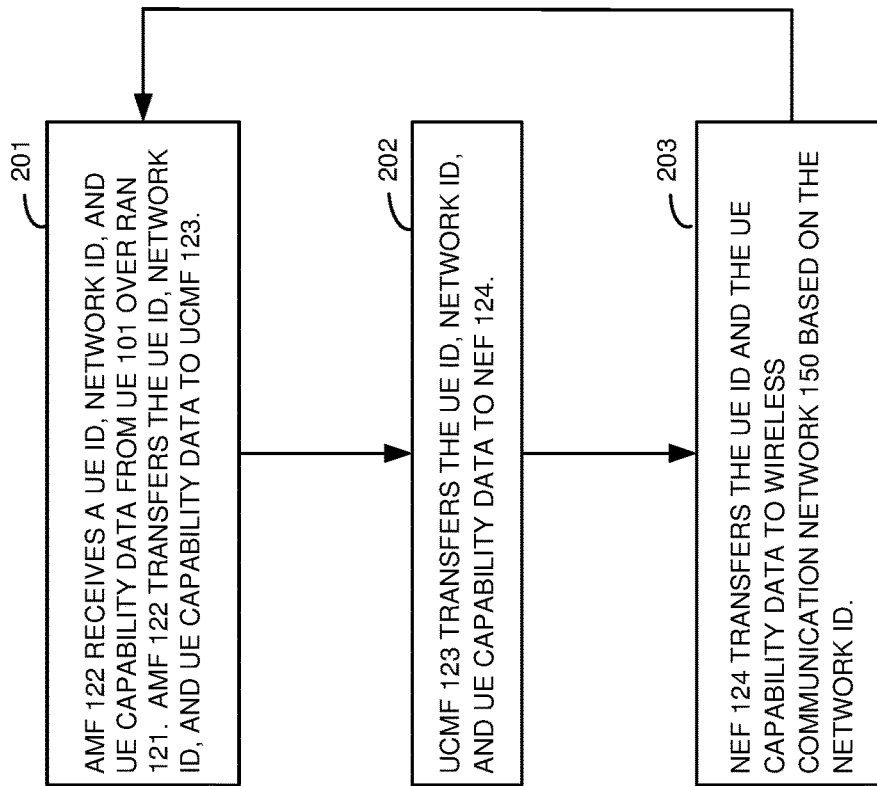 201
AMF 122 RECEIVES A UE ID, NETWORK ID, AND
UE CAPABILITY DATA FROM UE 101 OVER RAN
121. AMF 122 TRANSFERS THE UE ID, NETWORK
ID, AND UE CAPABILITY DATA TO UCMF 123.
202
UCMF 123 TRANSFERS THE UE ID, NETWORK ID,
AND UE CAPABILITY DATA TO NEF 124.
203
NEF 124 TRANSFERS THE UE ID AND THE UE
CAPABILITY DATA TO WIRELESS
COMMUNICATION NETWORK 150 BASED ON THE
NETWORK ID.